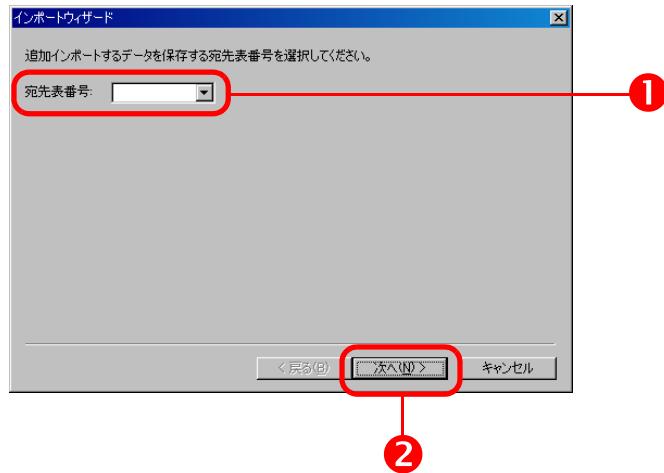 インポートウィザード
追加インポートするデータを保存する宛先表番号を選択してください。
宛先表番号:
1
< 戻る(B) 次へ(N) > キャンセル
2